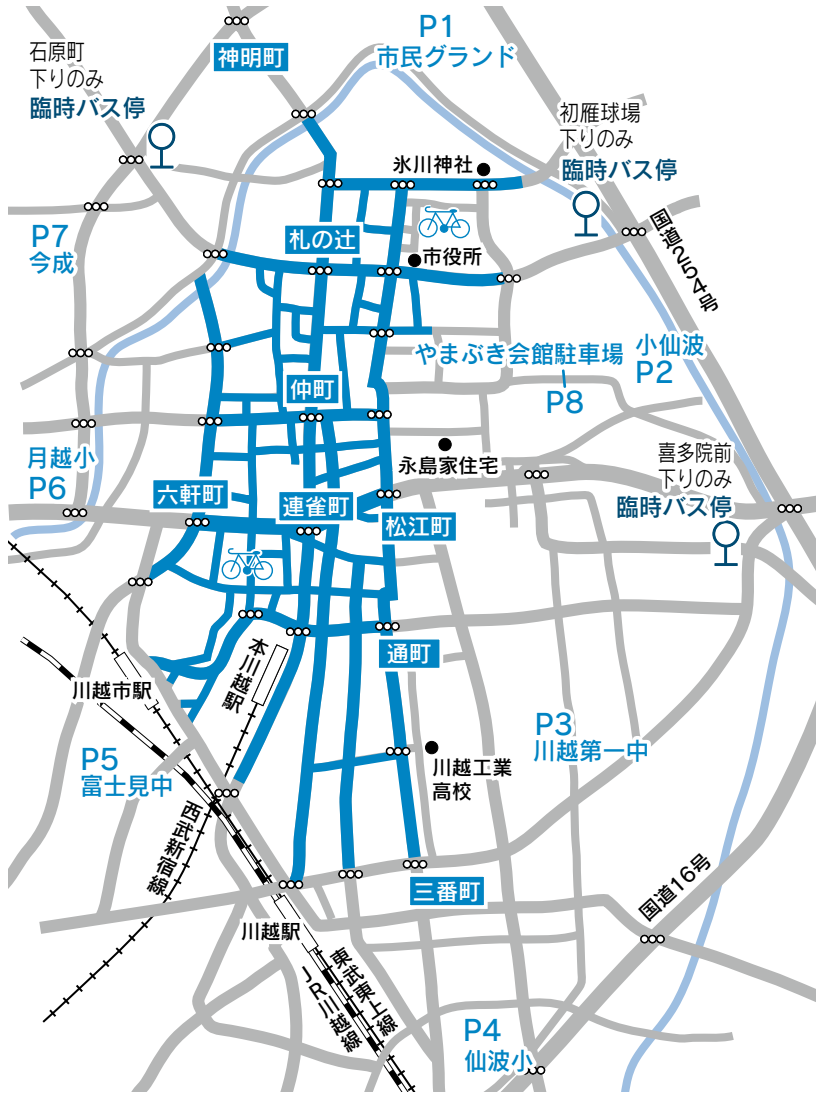 P1
市民グランド
石原町
下りのみ
臨時バス停
神明町
初雁球場
下りのみ
臨時バス停
氷川神社
P7
今成
札の辻
市役所
国道254号
やまぶき会館駐車場
P8
小仙波
P2
仲町
月越小
P6
永島家住宅
喜多院前
下りのみ
臨時バス停
六軒町
連雀町
松江町
本川越駅
通町
川越市駅
P3
川越第一中
P5
富士見中
川越工業
高校
西武新宿線
三番町
国道16号
川越駅
東武東上線
JR川越線
P4
仙波小